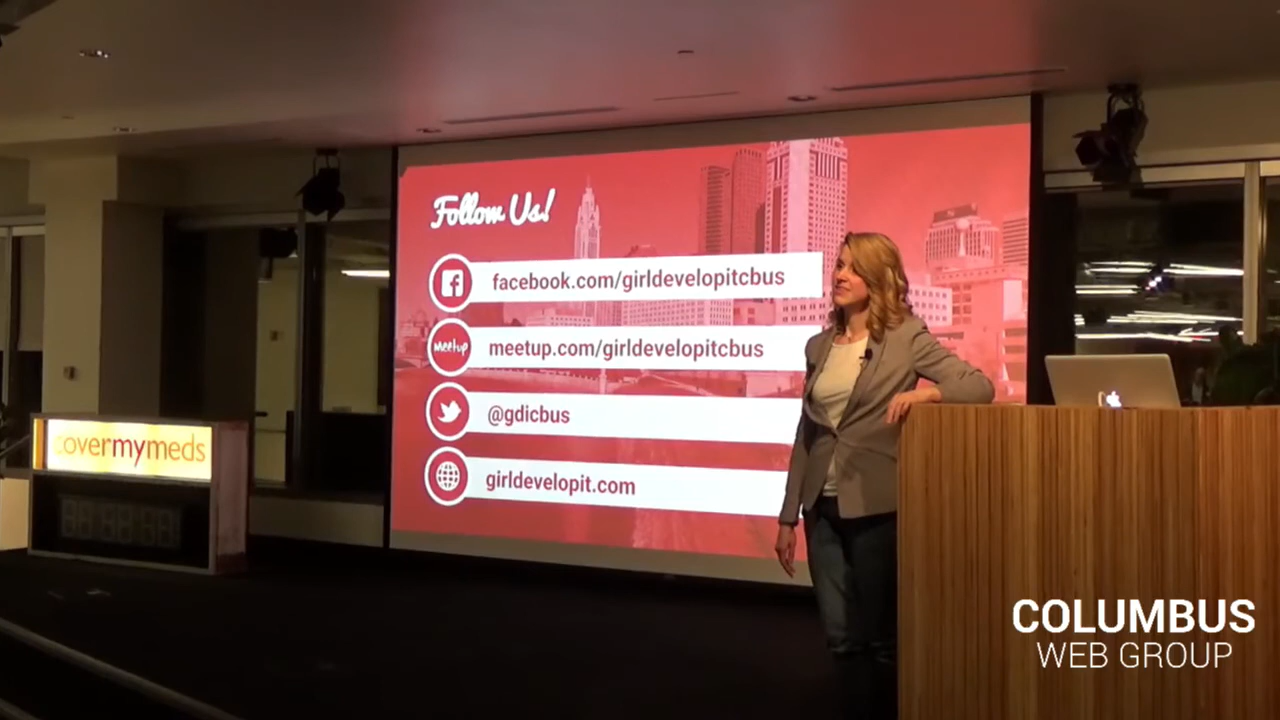 Follow Us!
facebook.com/girldevelopitcbus
meetup
meetup.com/girldevelopitcbus
@gdicbus
girldevelopit.com
covermymeds
COLUMBUS
WEB GROUP